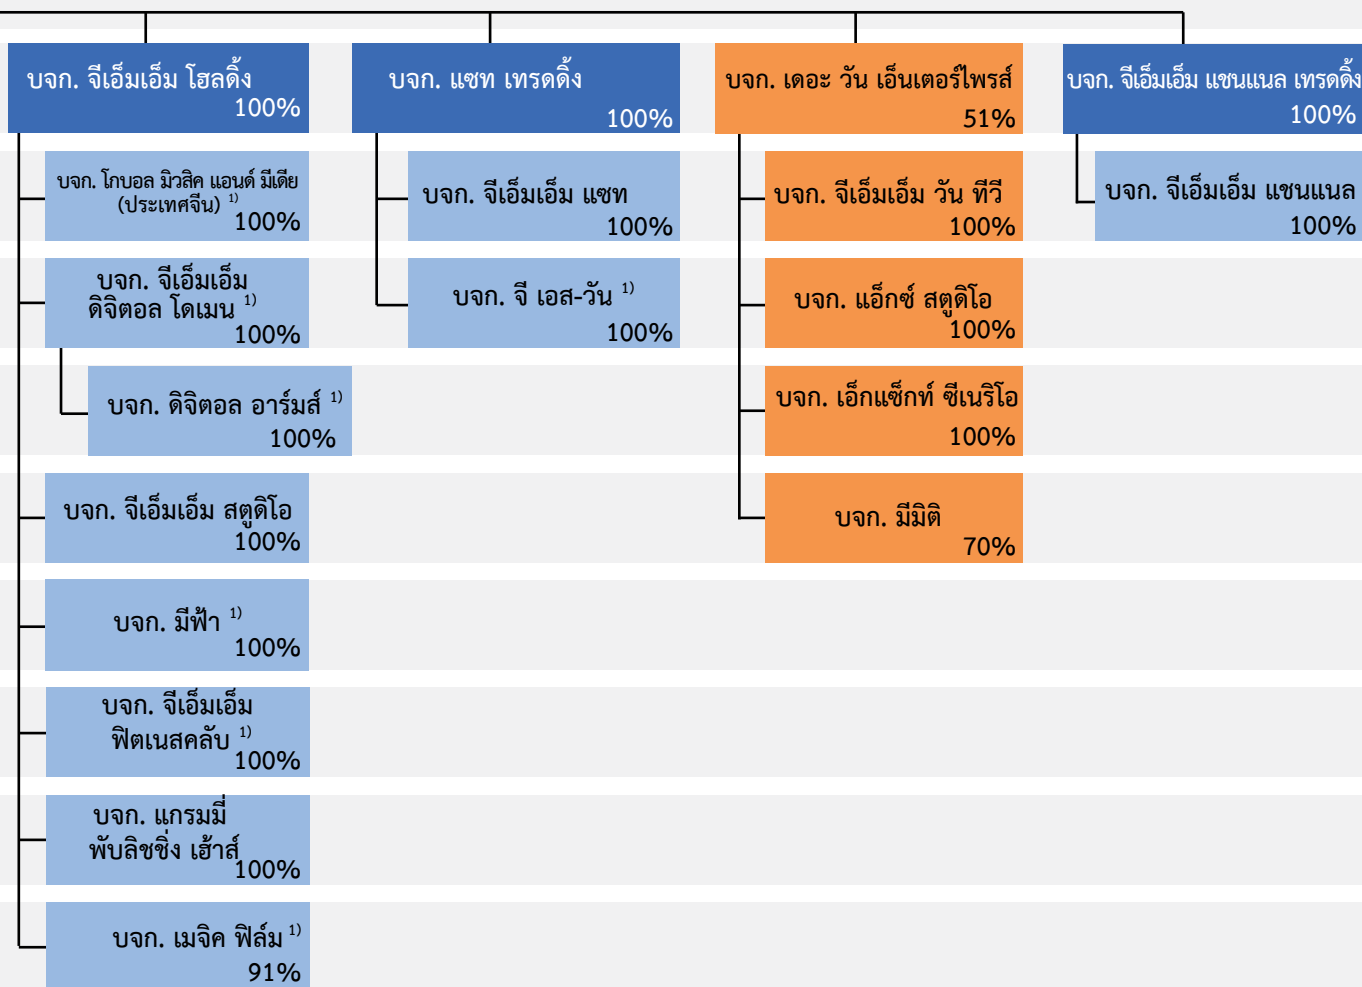 บจก. จีเอ็มเอ็ม โฮลดิ้ง
100%
บจก. โกบอล มิวสิค แอนด์ มีเดีย
(ประเทศจีน) 1)
100%
บจก. จีเอ็มเอ็ม
ดิจิตอล โดเมน 1)
100%
บจก. ดิจิตอล อาร์มส์ 1)
100%
บจก. จีเอ็มเอ็ม สตูดิโอ
100%
บจก. มีฟ้า 1)
100%
บจก. จีเอ็มเอ็ม
ฟิตเนสคลับ 1)
100%
บจก. แกรมมี่
พับลิชชิ่ง เฮ้าส์
100%
บจก. เมจิค ฟิล์ม 1)
91%
บจก. แซท เทรดดิ้ง
100%
บจก. จีเอ็มเอ็ม แซท
100%
บจก. จี เอส-วัน 1)
100%
บจก. เดอะ วัน เอ็นเตอร์ไพรส์
51%
บจก. จีเอ็มเอ็ม วัน ทีวี
100%
บจก. แอ็กซ์ สตูดิโอ
100%
บจก. เอ็กแซ็กท์ ซีเนริโอ
100%
บจก. มีมิติ
70%
บจก. จีเอ็มเอ็ม แชนแนล เทรดดิ้ง
100%
บจก. จีเอ็มเอ็ม แชนแนล
100%